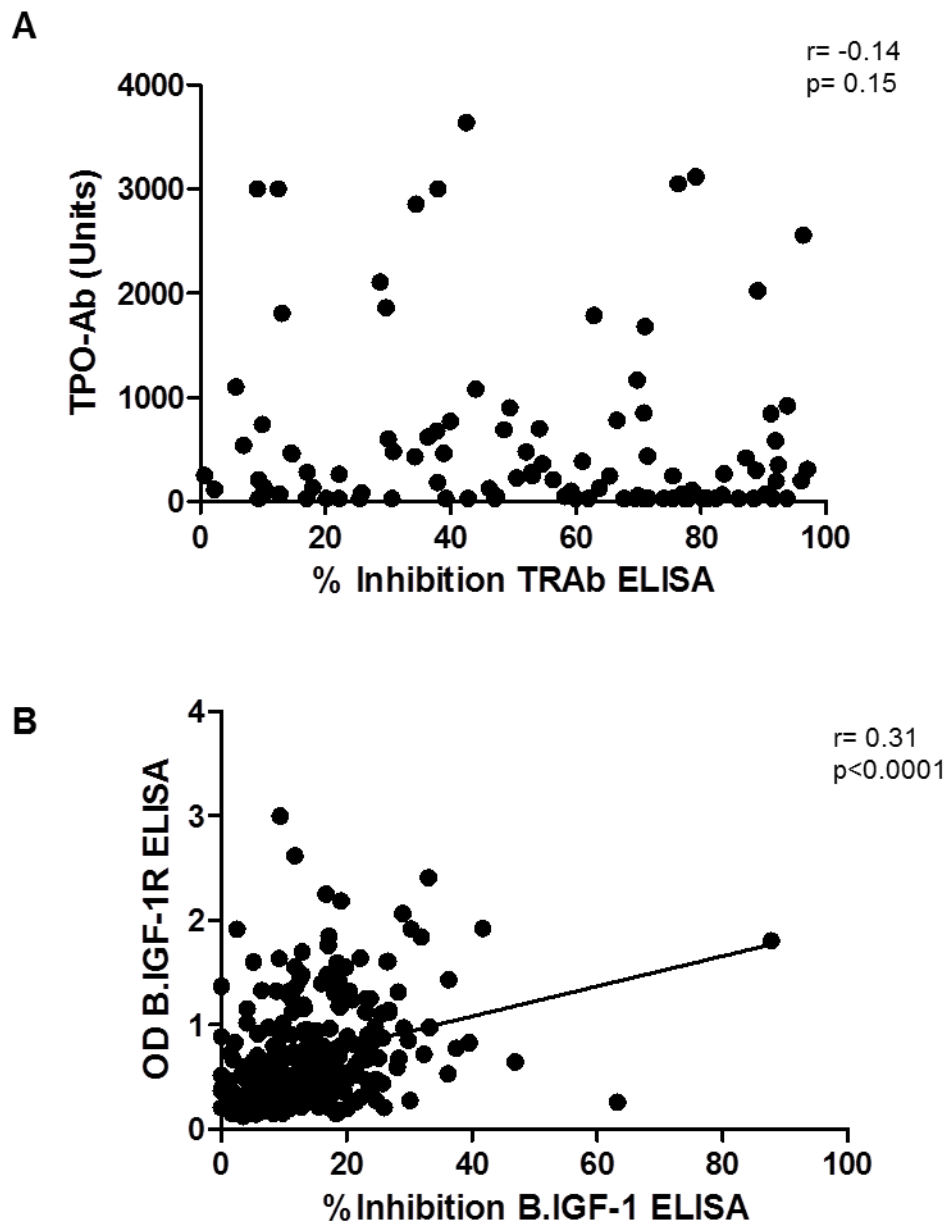 A
r= -0.14
p= 0.15
4000
3000
2000
1000
0
TPO-Ab (Units)
0 20 40 60 80 100
% Inhibition TRAb ELISA
B
r= 0.31
p<0.0001
4
3
2
1
0
OD B.IGF-1R ELISA
0 20 40 60 80 100
%Inhibition B.IGF-1 ELISA